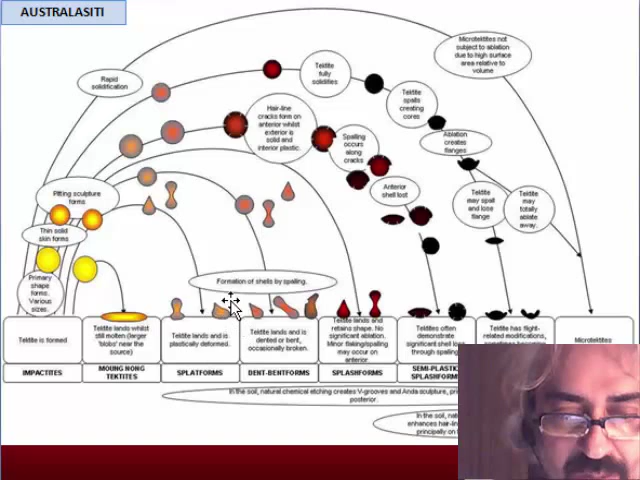 AUSTRALASITI
Rapid
solidification
Tektite
fully
solidifies
Microtektites not
subject to ablation
due to high surface
area relative to
volume
Tektite
spalls
creating
cores
Hair-line
cracks form on
anterior whilst
exterior is
solid and
interior plastic.
Spalling
occurs
along
cracks
Ablation
creates
flanges
Pitting sculpture
forms
Anterior
shell lost
Tektite
may spall
and lose
flange
Tektite
may
totally
ablate
away.
Thin solid
skin forms
Primary
shape
forms.
Various
sizes.
Formation of shells by spalling.
Tektite is formed
Tektite lands whilst
still molten (larger
'blobs' near the
source)
Tektite lands and is
plastically deformed.
Tektite lands and is
dented or bent,
occasionally broken.
Tektite lands and
retains shape. No
significant ablation.
Minor flaking/spalling
may occur on
anterior.
Tektites often
demonstrate
significant shell loss
through spalling
Tektite has flight-
related modifications,
Microtektites
IMPACTITES
MOUNG NONG
TEKTITES
SPLATFORMS
DENT-BENTFORMS
SPLASHFORMS
SEMI-PLASTIC
SPLASHFORMS
In the soil, natural chemical etching creates V-grooves and Anda sculpture,
posterior.
In the soil,
enhances hair-
principally on